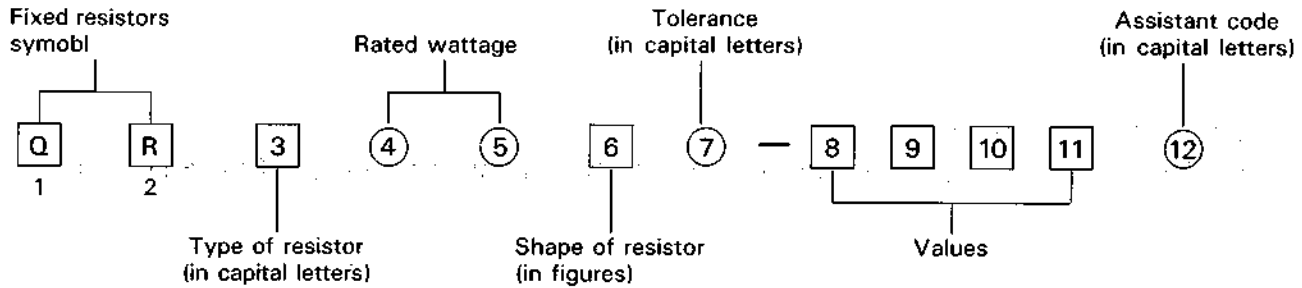 Fixed resistors
symobl
Rated wattage
Tolerance
(in capital letters)
Assistant code
(in capital letters)
Q R 3 4 5 6 7 — 8 9 10 11 12
1 2
Type of resistor
(in capital letters)
Shape of resistor
(in figures)
Values